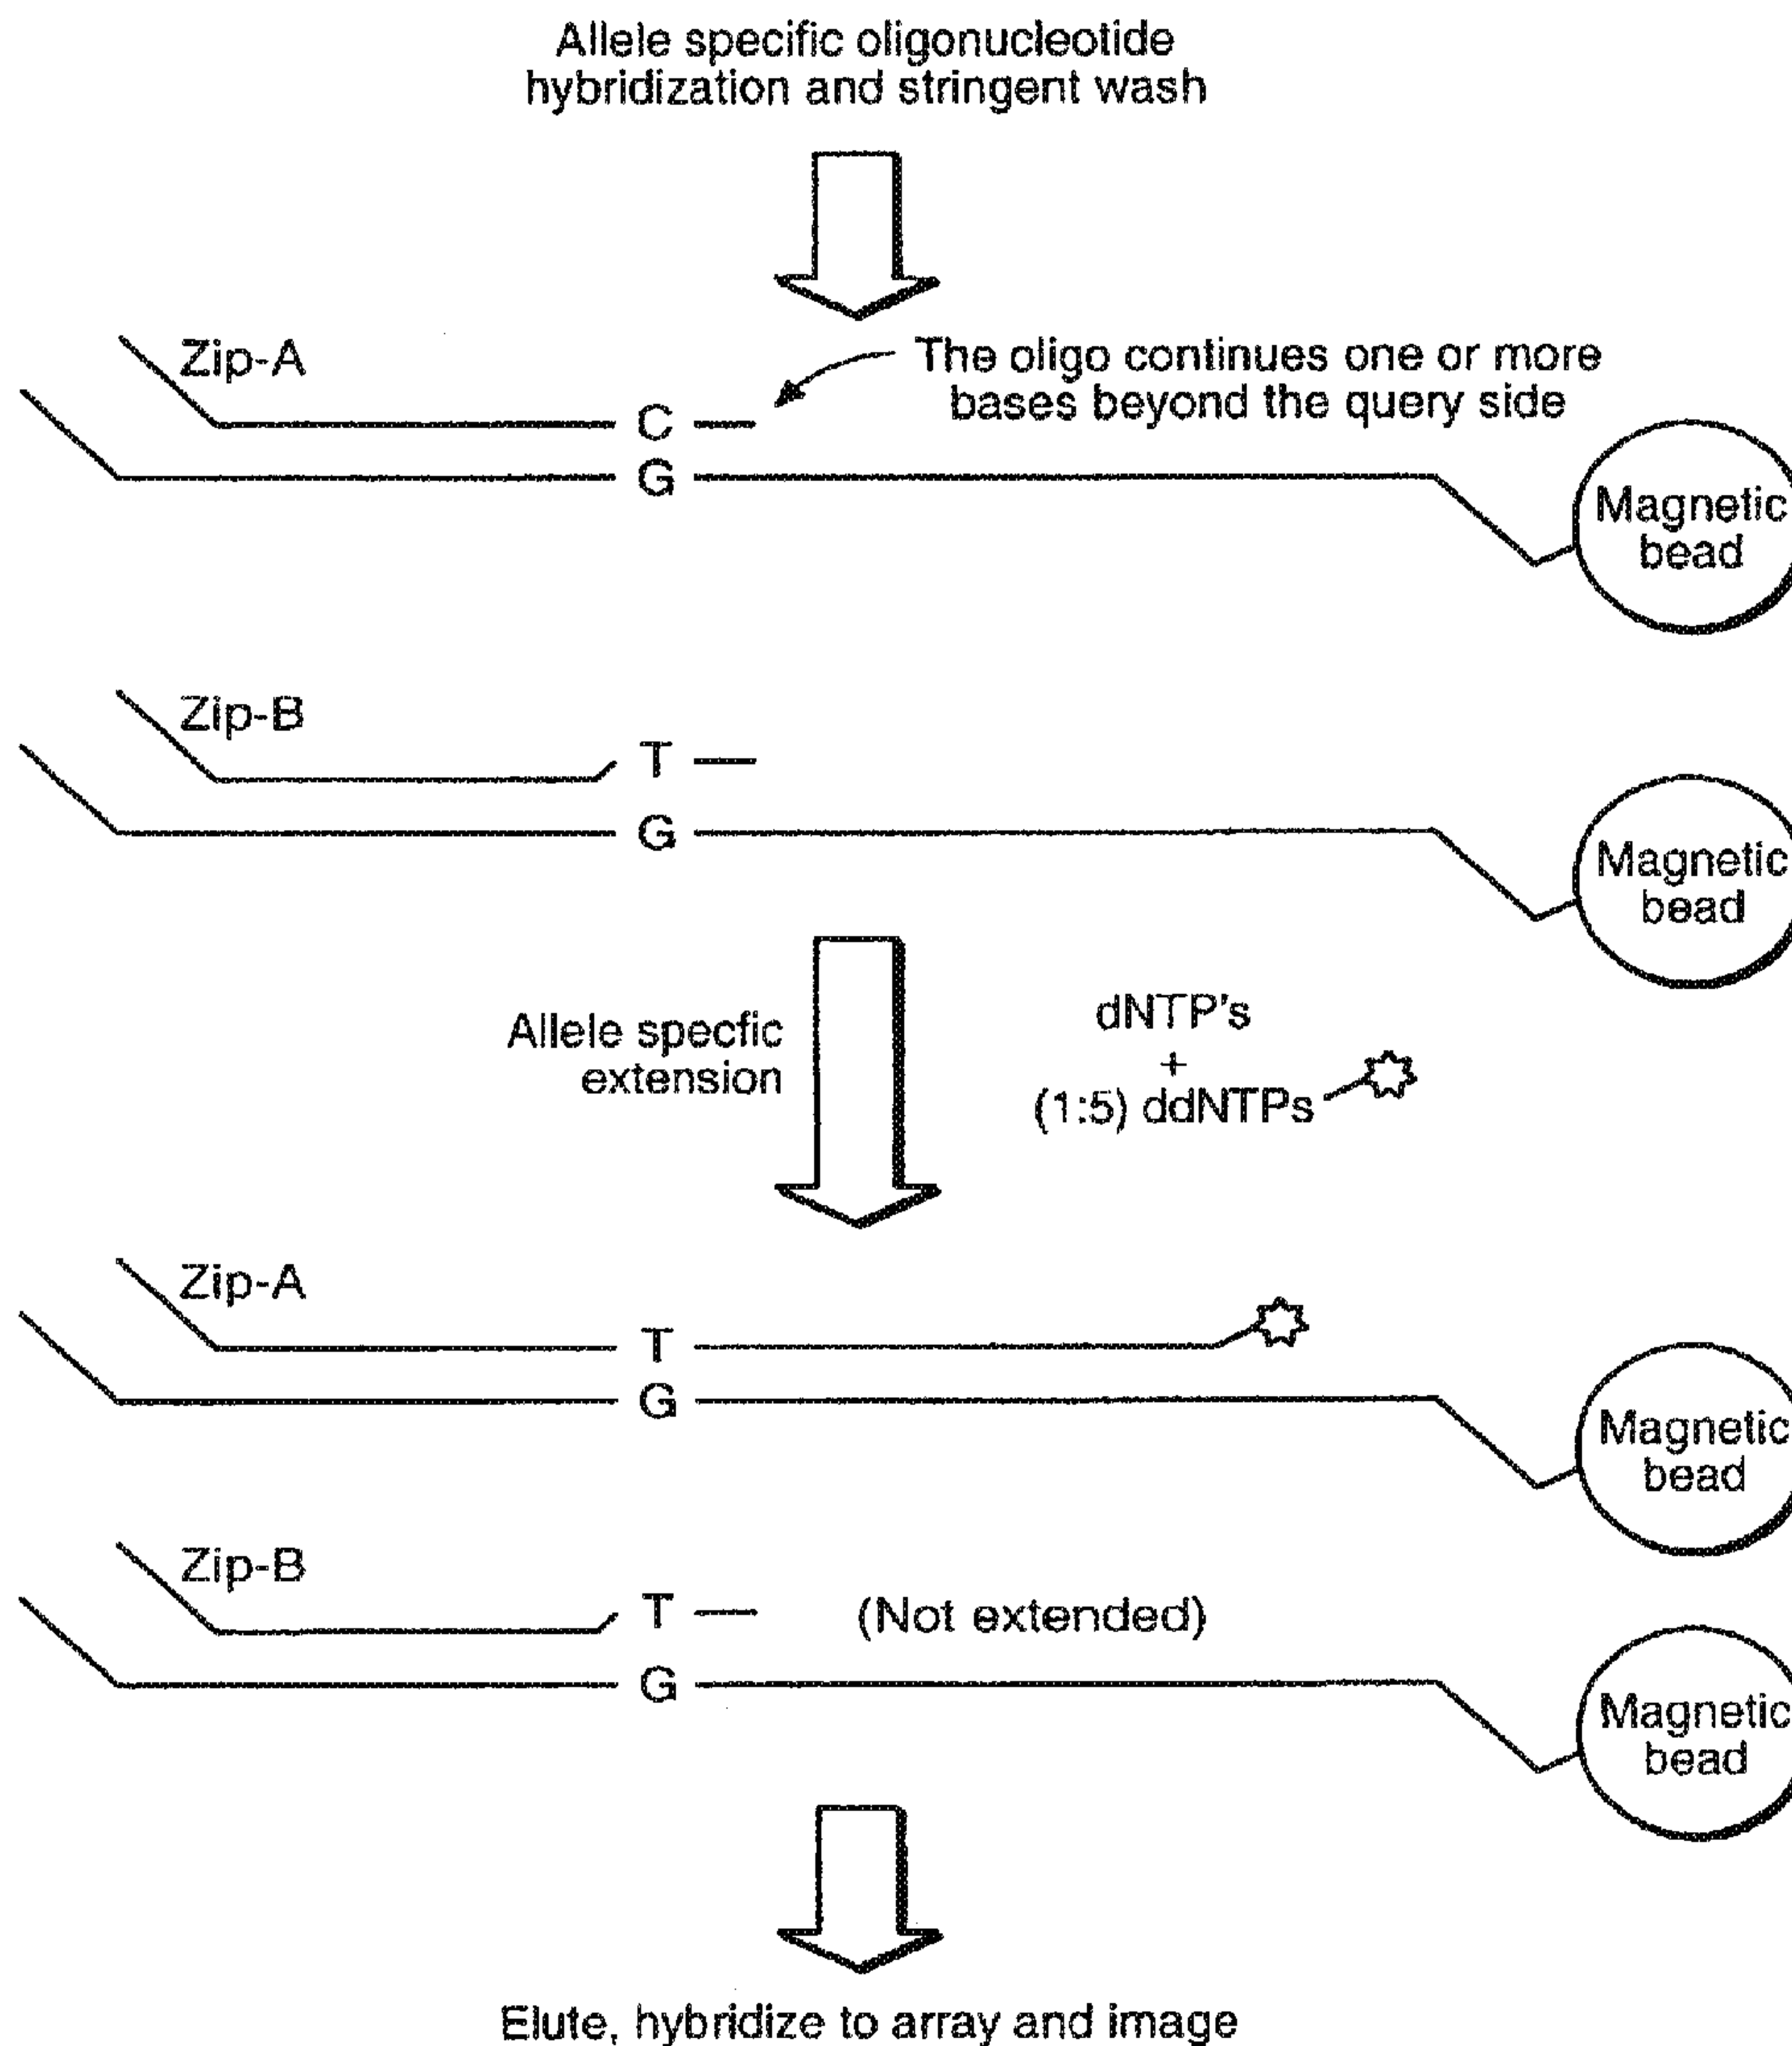 Allele specific oligonucleotide
hybridization and stringent wash
Zip-A
The oligo continues one or more
bases beyond the query side
C
G
Magnetic
bead
Zip-B
T
G
Magnetic
bead
Allele specfic
extension
dNTP's
+
(1:5) ddNTPs
Zip-A
T
G
Magnetic
bead
Zip-B
T
(Not extended)
G
Magnetic
bead
Elute, hybridize to array and image